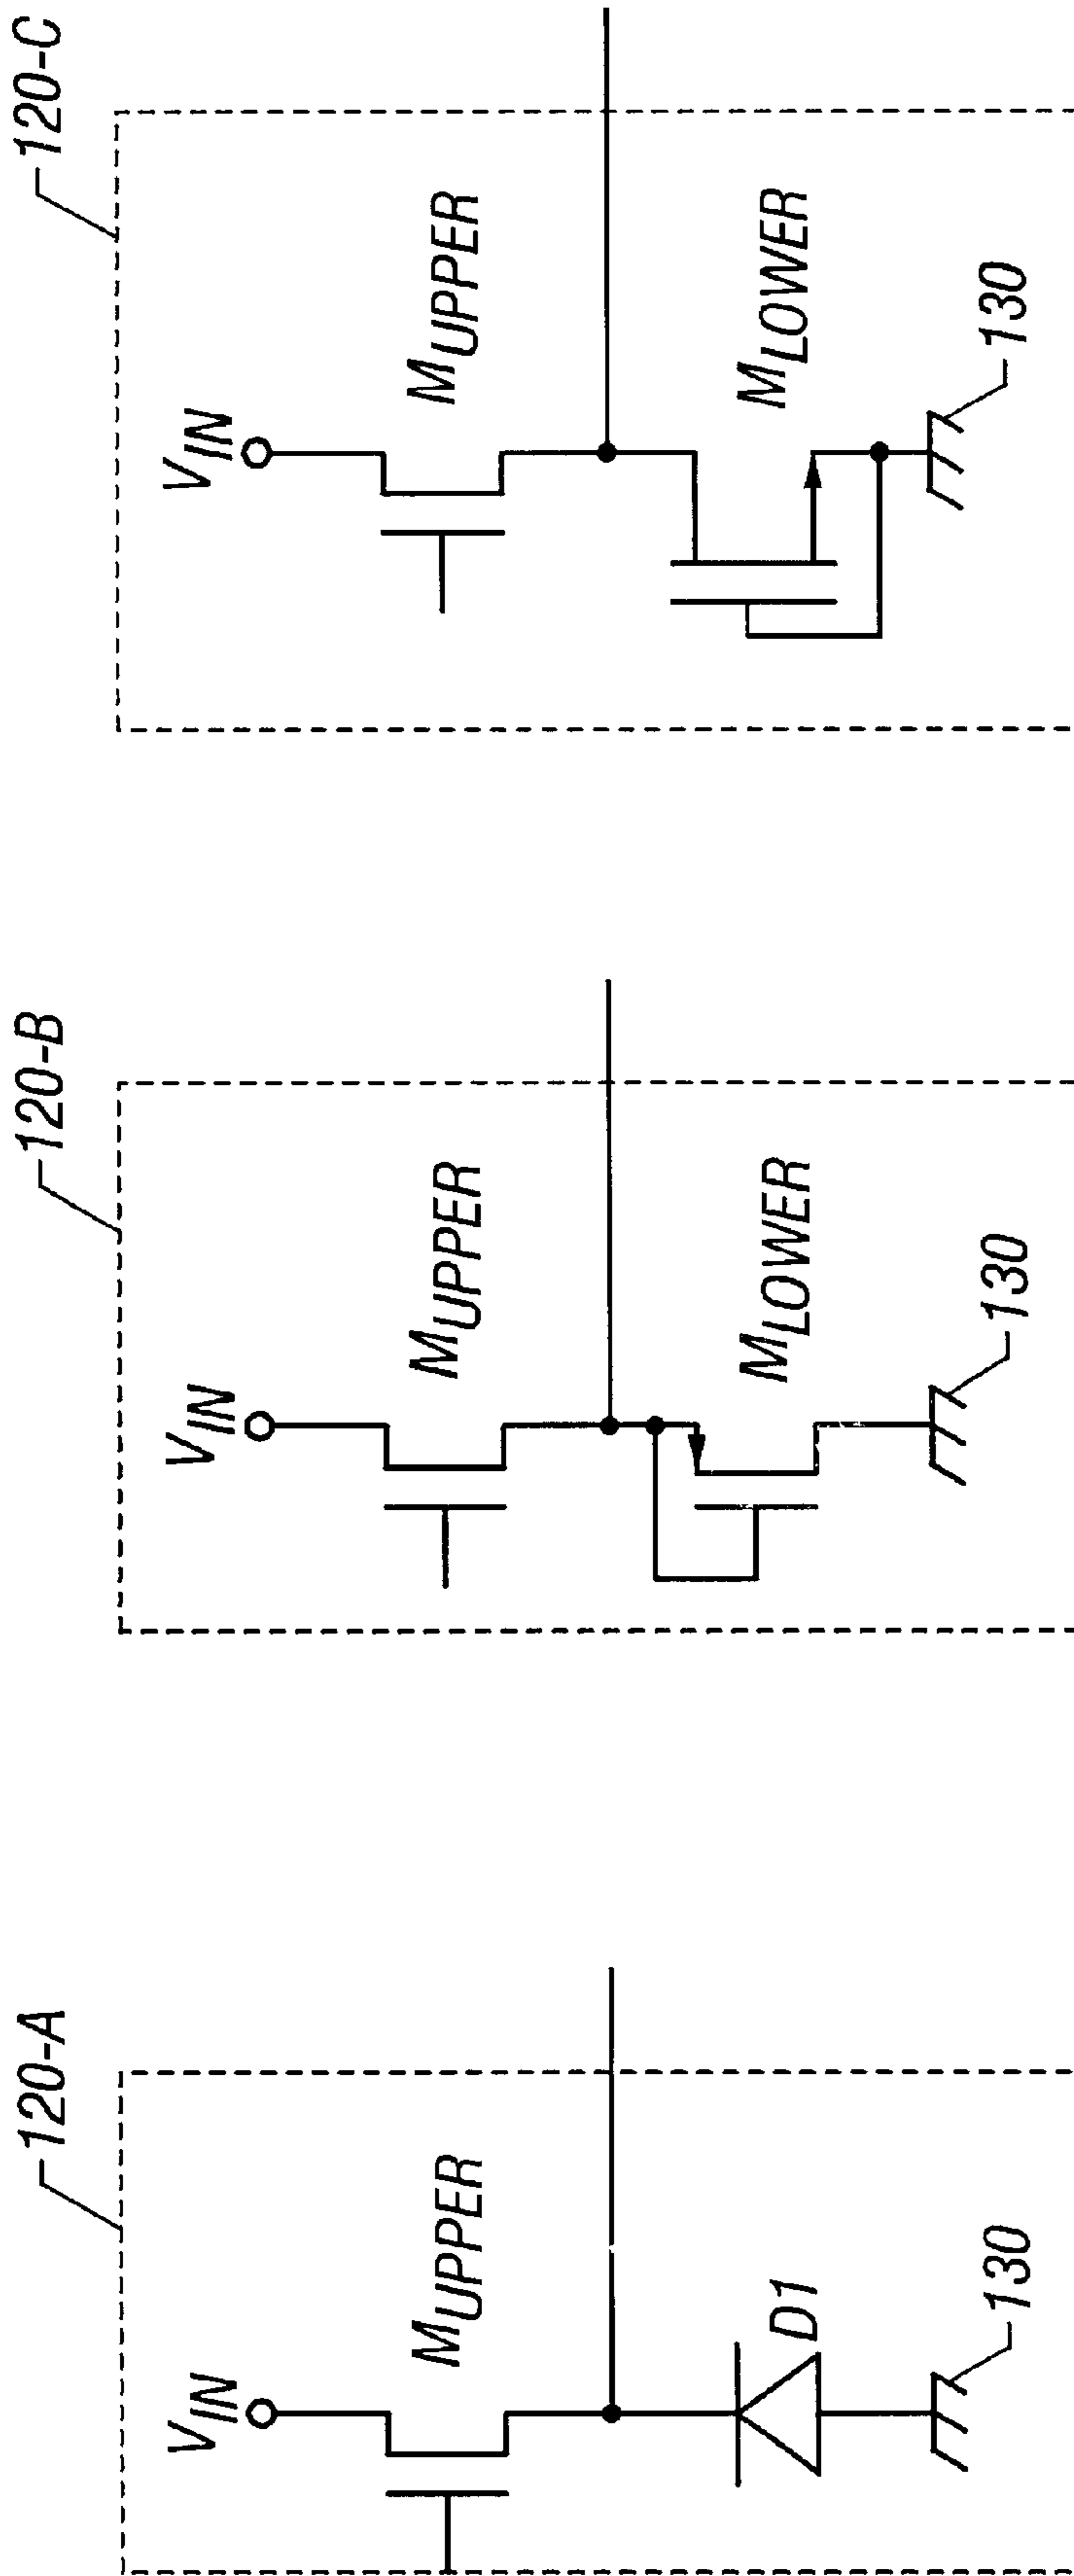 120-A
V_IN
M_UPPER
D1
130
120-B
V_IN
M_UPPER
M_LOWER
130
120-C
V_IN
M_UPPER
M_LOWER
130